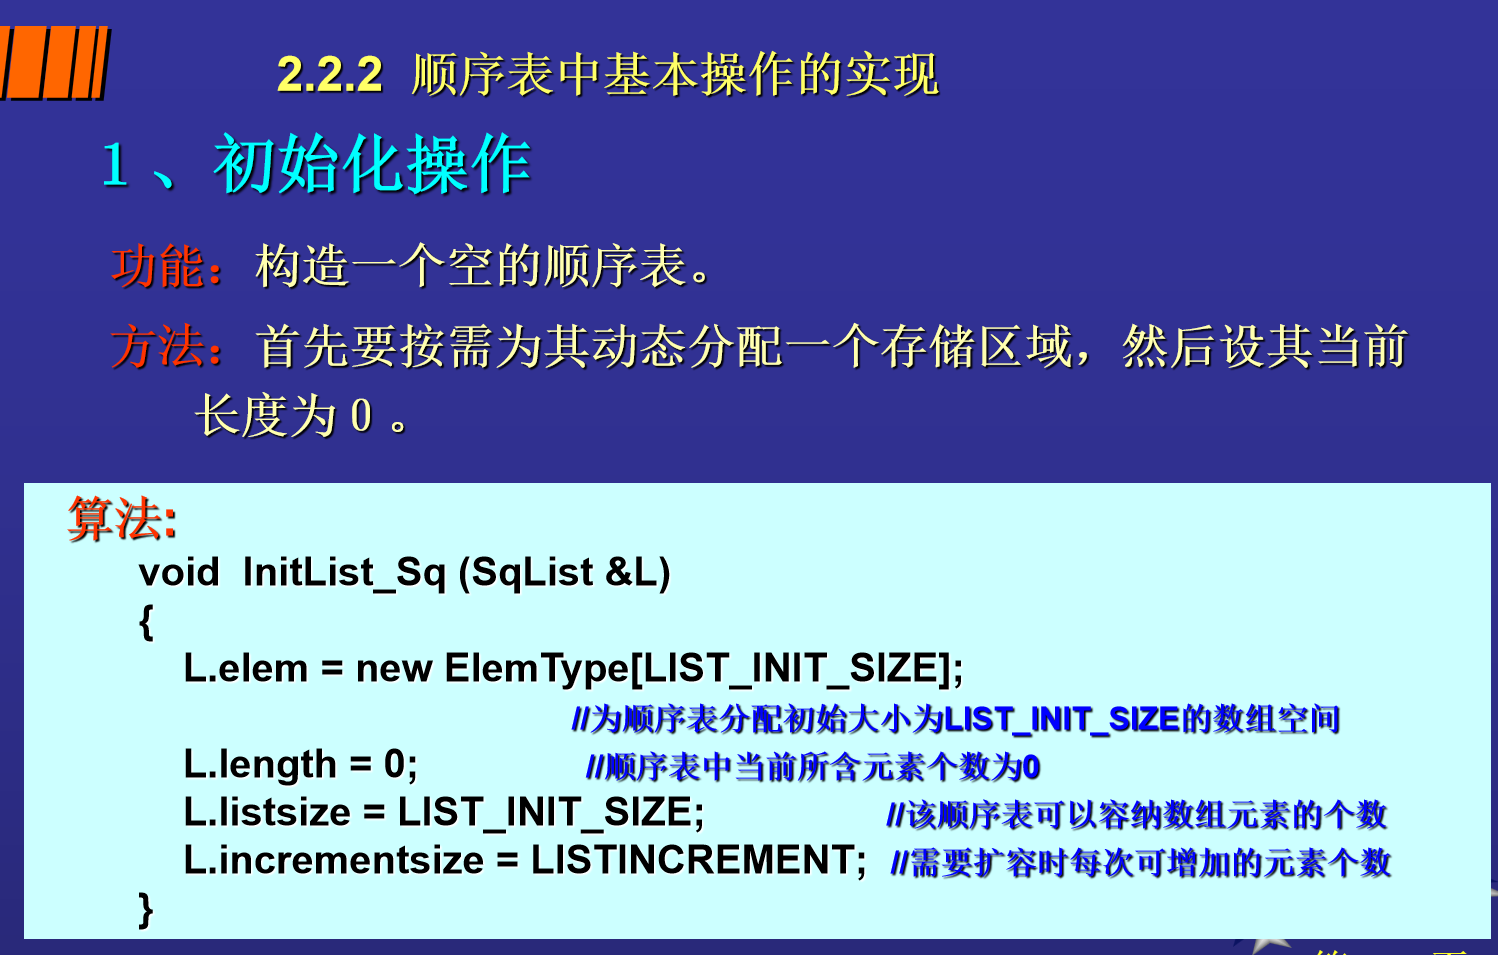 2.2.2 顺序表中基本操作的实现
1、初始化操作
功能：构造一个空的顺序表。
方法：首先要按需为其动态分配一个存储区域，然后设其当前
长度为0。
算法:
void InitList_Sq (SqList &L)
{
L.elem = new ElemType[LIST_INIT_SIZE];
//为顺序表分配初始大小为LIST_INIT_SIZE的数组空间
L.length = 0; //顺序表中当前所含元素个数为0
L.listsize = LIST_INIT_SIZE; //该顺序表可以容纳数组元素的个数
L.incrementsize = LISTINCREMENT; //需要扩容时每次可增加的元素个数
}